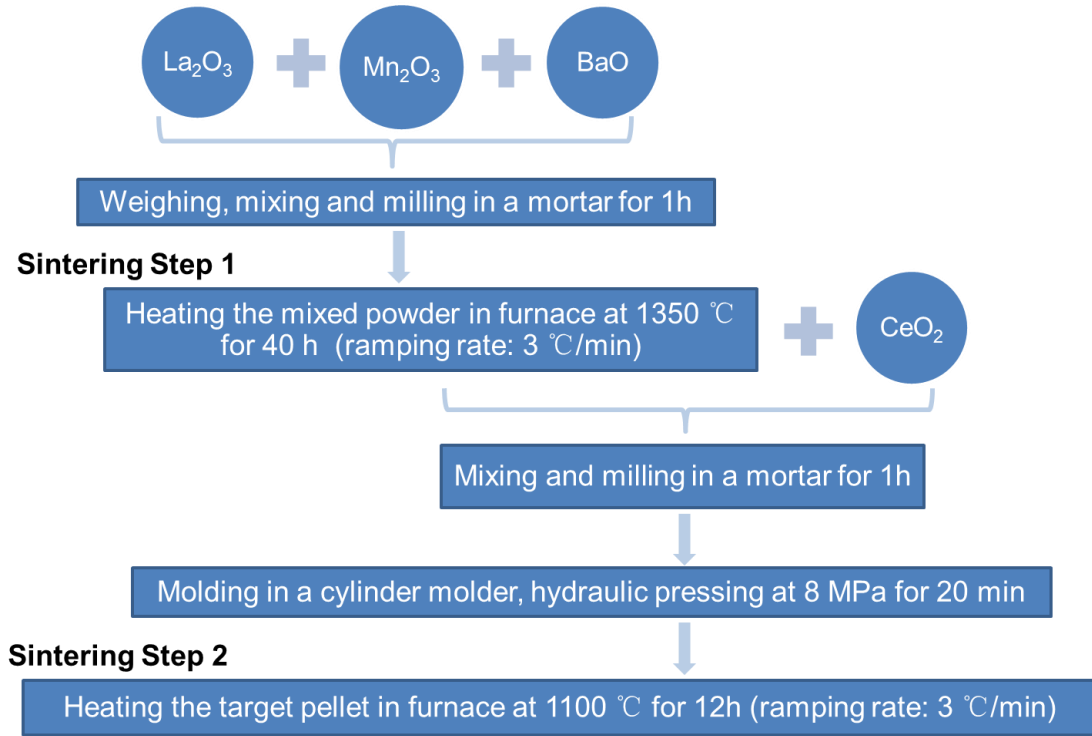 La₂O₃
Mn₂O₃
BaO
Weighing, mixing and milling in a mortar for 1h
Sintering Step 1
Heating the mixed powder in furnace at 1350 ℃
for 40 h (ramping rate: 3 ℃/min)
CeO₂
Mixing and milling in a mortar for 1h
Molding in a cylinder molder, hydraulic pressing at 8 MPa for 20 min
Sintering Step 2
Heating the target pellet in furnace at 1100 ℃ for 12h (ramping rate: 3 ℃/min)